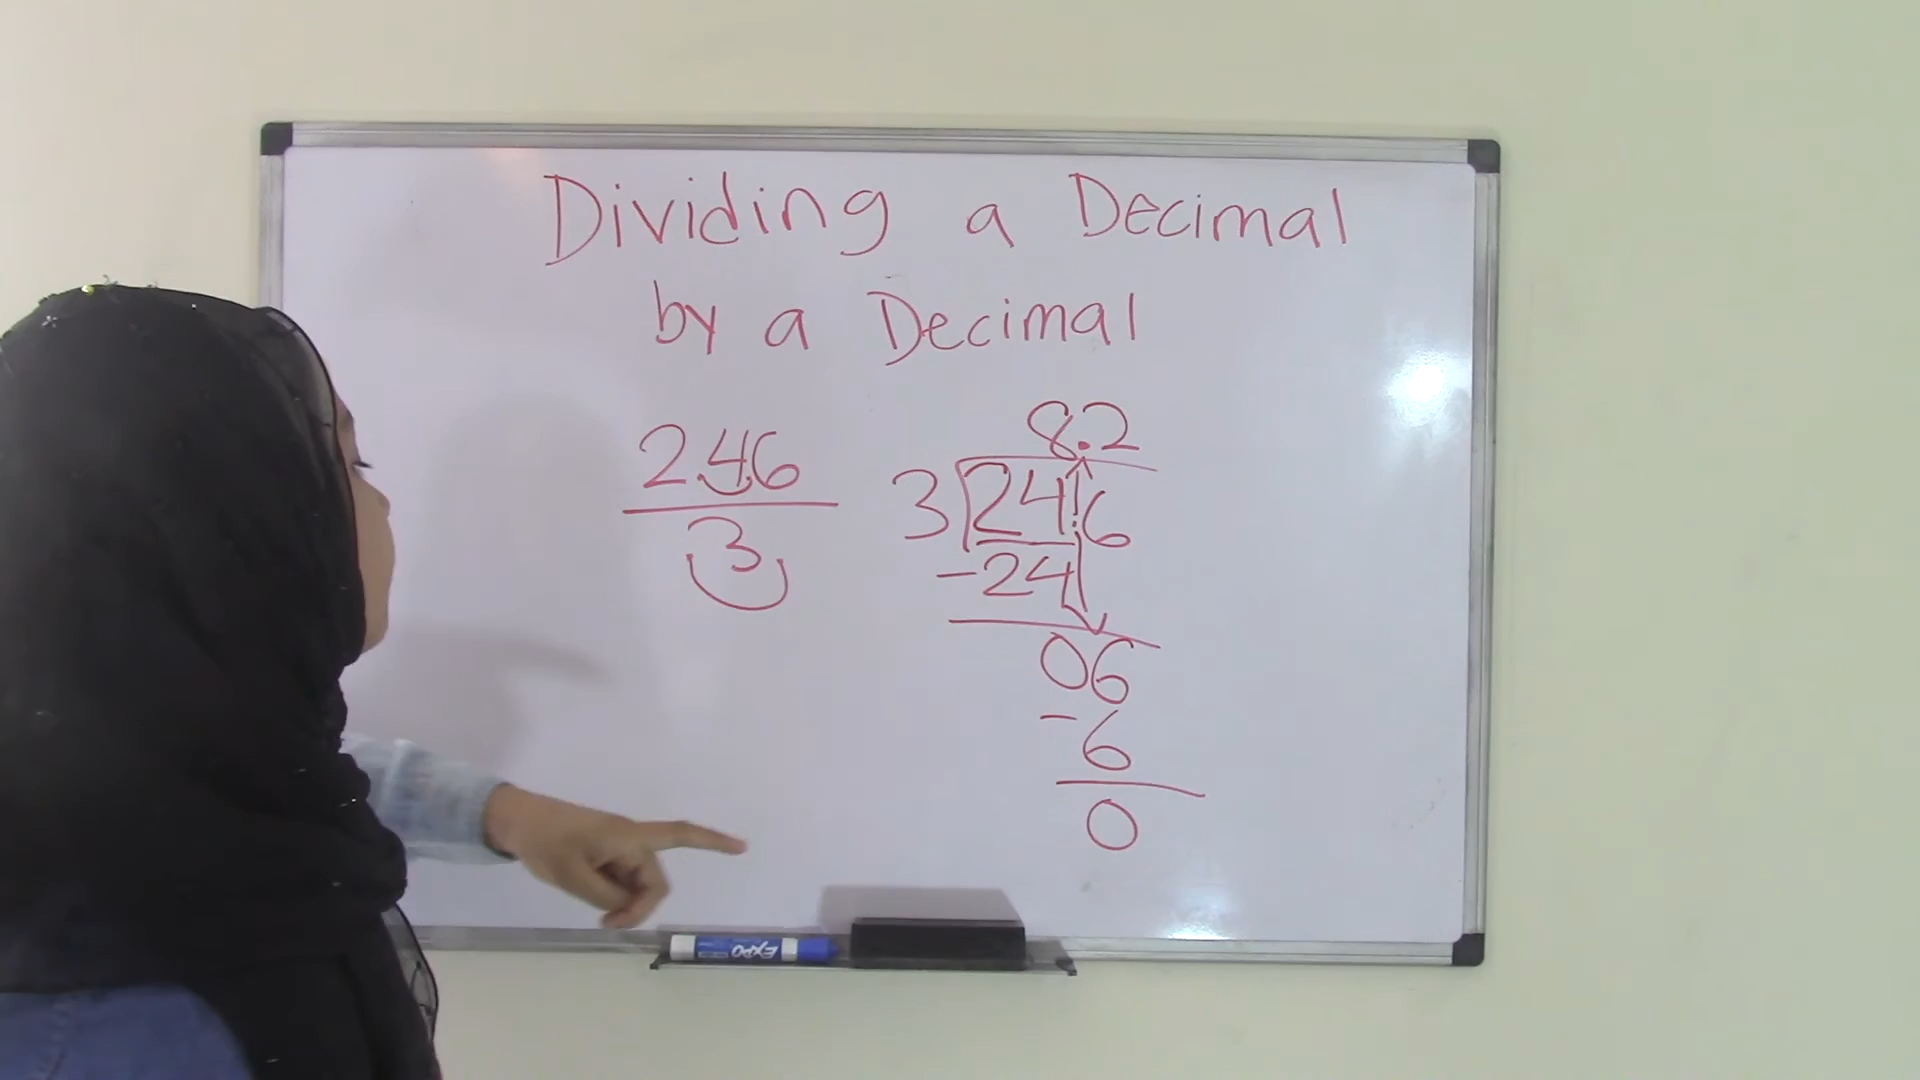 Dividing a Decimal
by a Decimal
2.46
3
8.2
3 24.6
-24
06
-6
0
EXPO